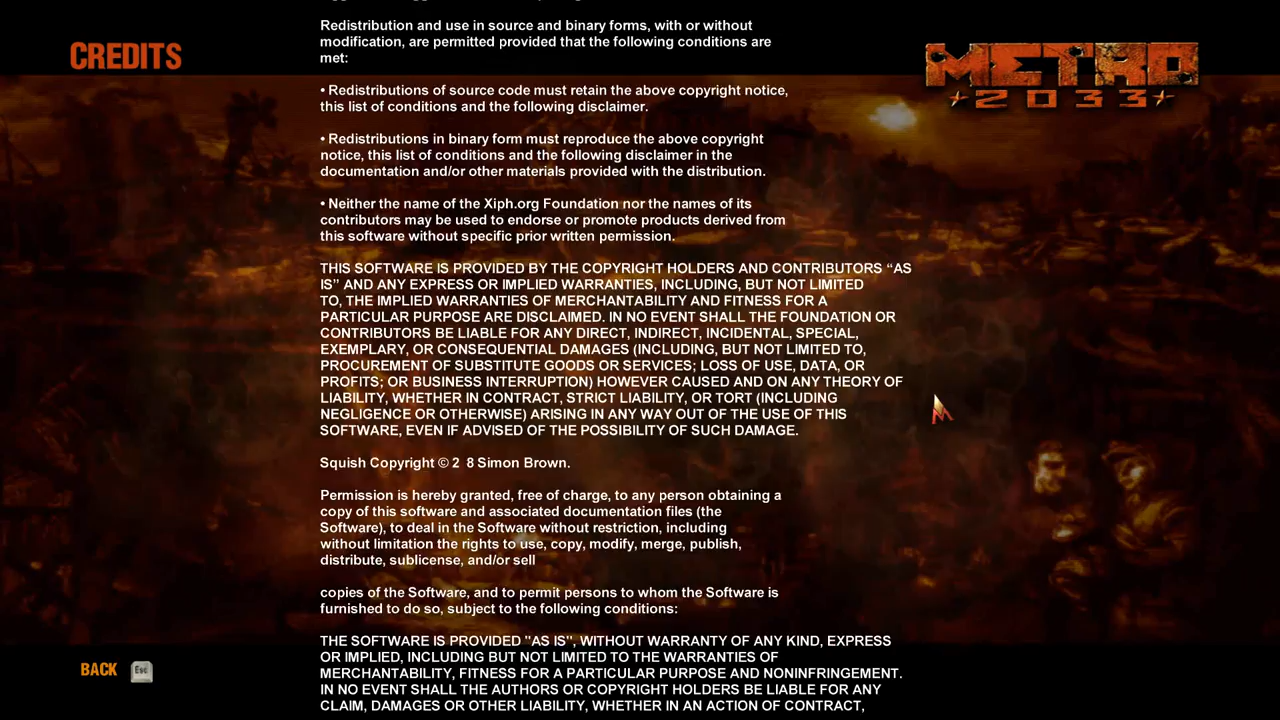 Redistribution and use in source and binary forms, with or without
modification, are permitted provided that the following conditions are
met:
CREDITS
METRO
2033
• Redistributions of source code must retain the above copyright notice,
this list of conditions and the following disclaimer.
• Redistributions in binary form must reproduce the above copyright
notice, this list of conditions and the following disclaimer in the
documentation and/or other materials provided with the distribution.
• Neither the name of the Xiph.org Foundation nor the names of its
contributors may be used to endorse or promote products derived from
this software without specific prior written permission.
THIS SOFTWARE IS PROVIDED BY THE COPYRIGHT HOLDERS AND CONTRIBUTORS “AS
IS” AND ANY EXPRESS OR IMPLIED WARRANTIES, INCLUDING, BUT NOT LIMITED
TO, THE IMPLIED WARRANTIES OF MERCHANTABILITY AND FITNESS FOR A
PARTICULAR PURPOSE ARE DISCLAIMED. IN NO EVENT SHALL THE FOUNDATION OR
CONTRIBUTORS BE LIABLE FOR ANY DIRECT, INDIRECT, INCIDENTAL, SPECIAL,
EXEMPLARY, OR CONSEQUENTIAL DAMAGES (INCLUDING, BUT NOT LIMITED TO,
PROCUREMENT OF SUBSTITUTE GOODS OR SERVICES; LOSS OF USE, DATA, OR
PROFITS; OR BUSINESS INTERRUPTION) HOWEVER CAUSED AND ON ANY THEORY OF
LIABILITY, WHETHER IN CONTRACT, STRICT LIABILITY, OR TORT (INCLUDING
NEGLIGENCE OR OTHERWISE) ARISING IN ANY WAY OUT OF THE USE OF THIS
SOFTWARE, EVEN IF ADVISED OF THE POSSIBILITY OF SUCH DAMAGE.
Squish Copyright © 2 8 Simon Brown.
Permission is hereby granted, free of charge, to any person obtaining a
copy of this software and associated documentation files (the
Software), to deal in the Software without restriction, including
without limitation the rights to use, copy, modify, merge, publish,
distribute, sublicense, and/or sell
copies of the Software, and to permit persons to whom the Software is
furnished to do so, subject to the following conditions:
THE SOFTWARE IS PROVIDED "AS IS", WITHOUT WARRANTY OF ANY KIND, EXPRESS
OR IMPLIED, INCLUDING BUT NOT LIMITED TO THE WARRANTIES OF
MERCHANTABILITY, FITNESS FOR A PARTICULAR PURPOSE AND NONINFRINGEMENT.
IN NO EVENT SHALL THE AUTHORS OR COPYRIGHT HOLDERS BE LIABLE FOR ANY
CLAIM, DAMAGES OR OTHER LIABILITY, WHETHER IN AN ACTION OF CONTRACT,
BACK Esc